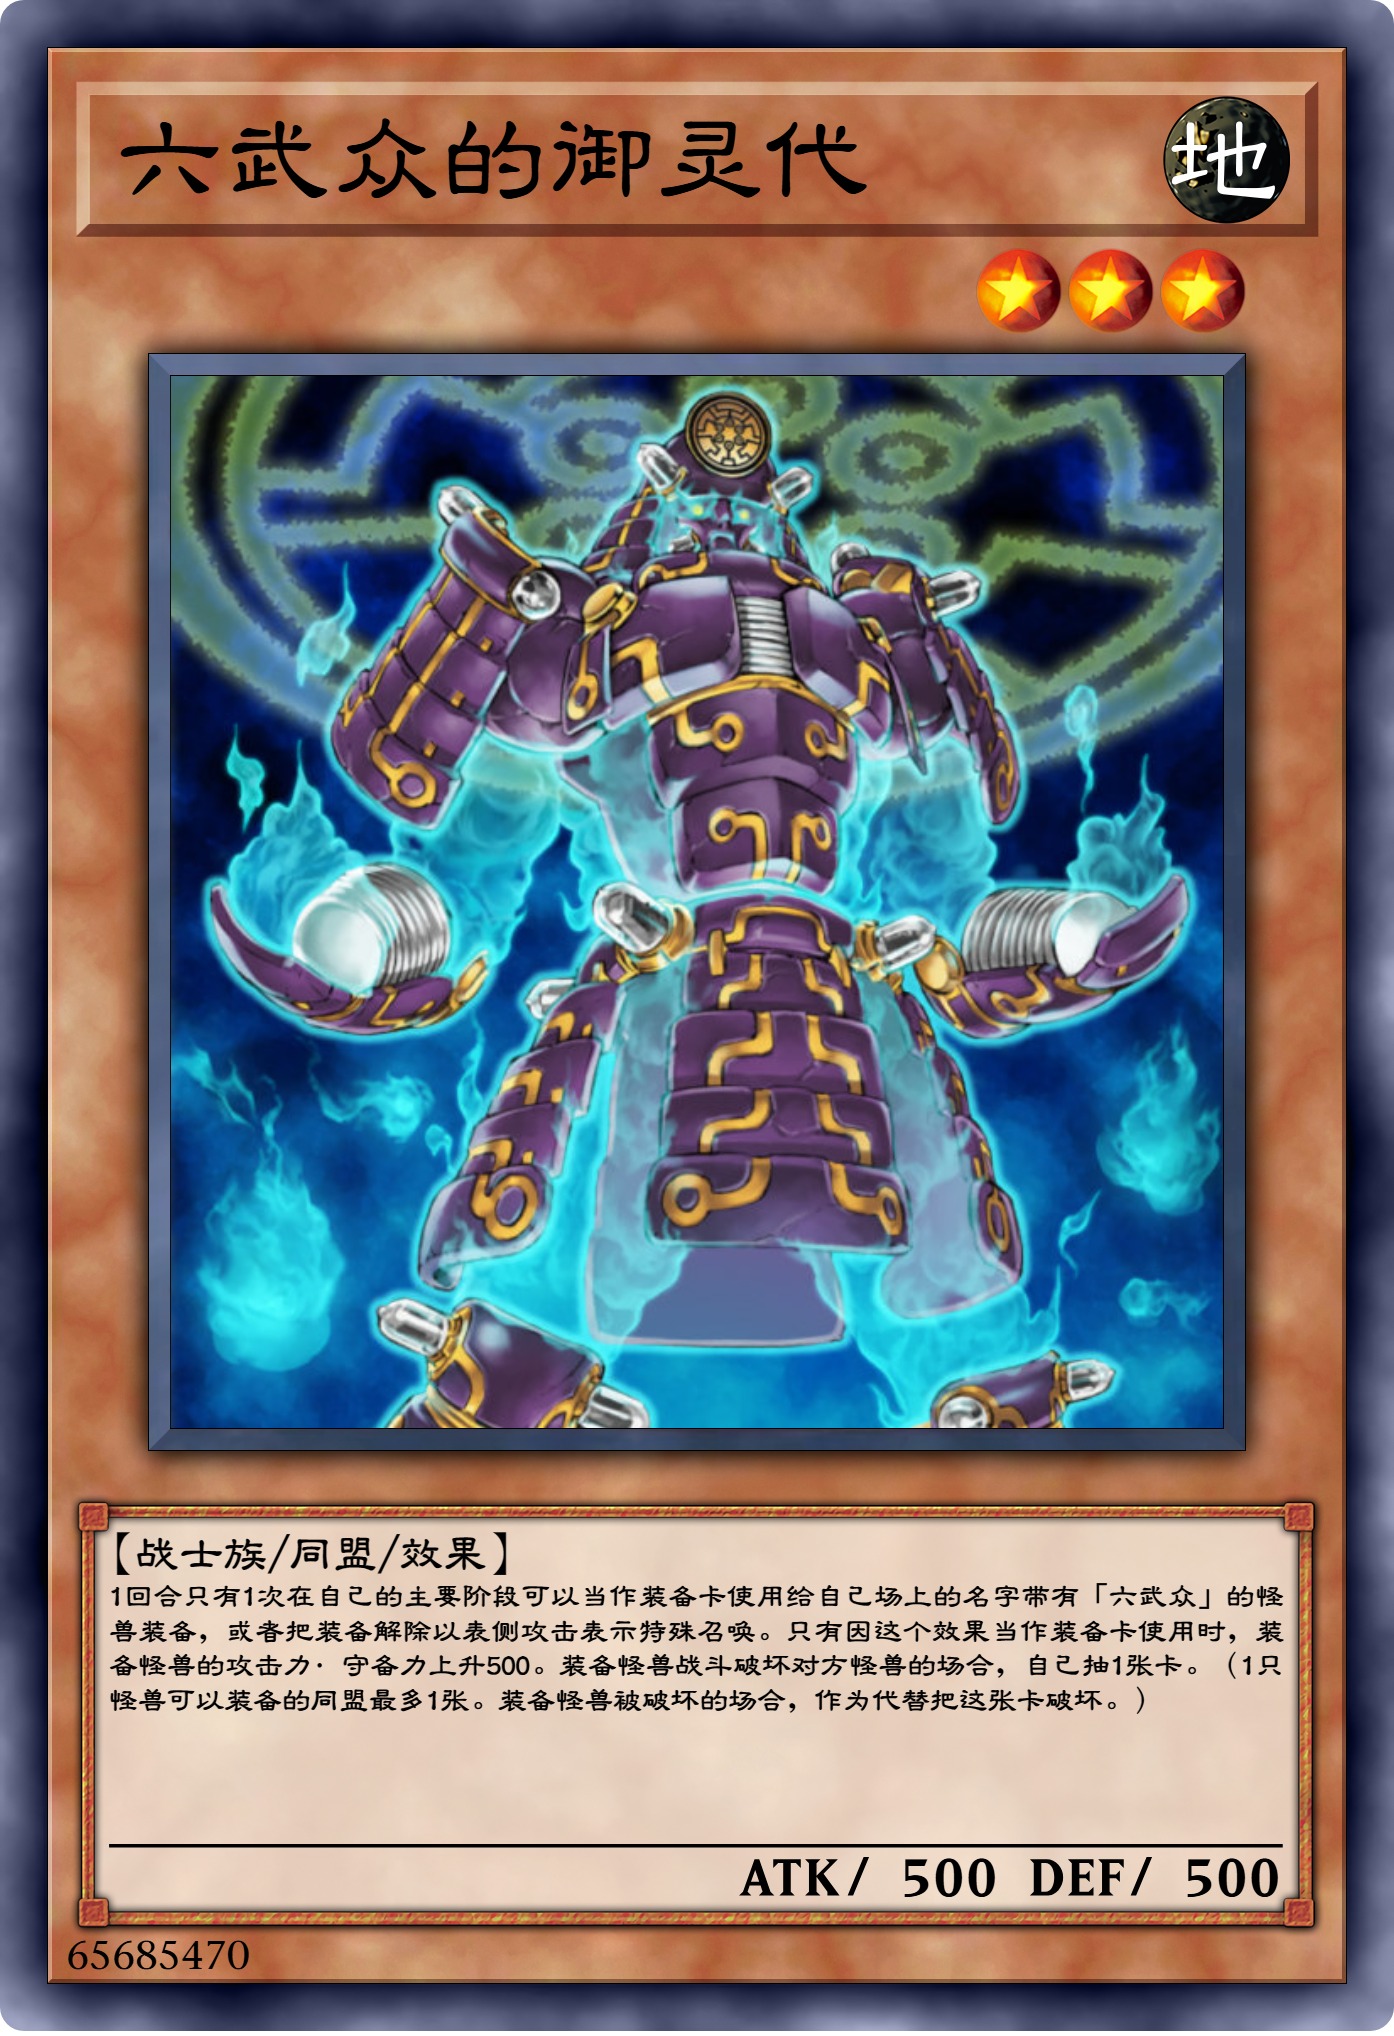 六武众的御灵代
地
【战士族/同盟/效果】
1回合只有1次在自己的主要阶段可以当作装备卡使用给自己场上的名字带有「六武众」的怪
兽装备，或者把装备解除以表侧攻击表示特殊召唤。只有因这个效果当作装备卡使用时，装
备怪兽的攻击力·守备力上升500。装备怪兽战斗破坏对方怪兽的场合，自己抽1张卡。（1只
怪兽可以装备的同盟最多1张。装备怪兽被破坏的场合，作为代替把这张卡破坏。）
ATK/ 500 DEF/ 500
65685470